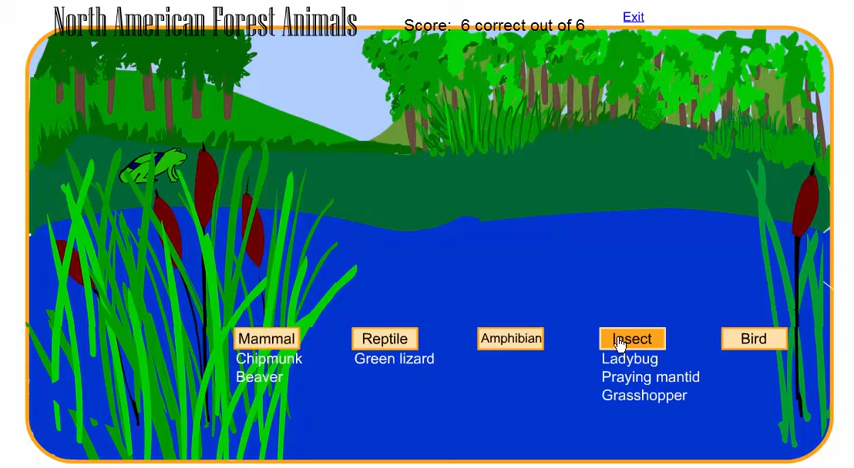 North American Forest Animals
Score: 6 correct out of 6
Exit
Mammal
Chipmunk
Beaver
Reptile
Green lizard
Amphibian
Insect
Ladybug
Praying mantid
Grasshopper
Bird